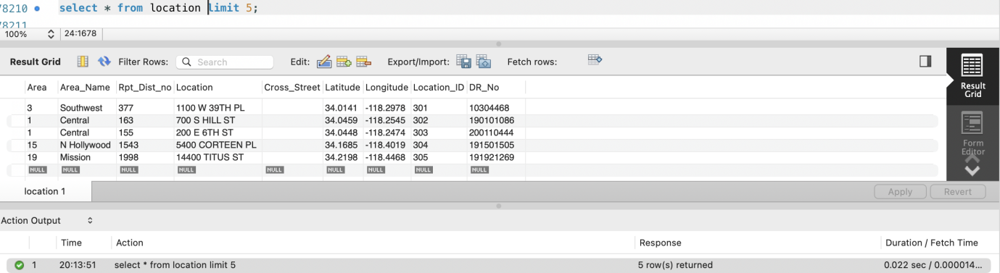 78210 select * from location limit 5;
78211
100% 24:1678
Result Grid Filter Rows: Search Edit: Export/Import: Fetch rows:
Result Grid
Form Editor
Area Area_Name Rpt_Dist_no Location Cross_Street Latitude Longitude Location_ID DR_No
3 Southwest 377 1100 W 39TH PL 34.0141 -118.2978 301 10304468
1 Central 163 700 S HILL ST 34.0459 -118.2545 302 190101086
1 Central 155 200 E 6TH ST 34.0448 -118.2474 303 200110444
15 N Hollywood 1543 5400 CORTEEN PL 34.1685 -118.4019 304 191501505
19 Mission 1998 14400 TITUS ST 34.2198 -118.4468 305 191921269
NULL NULL NULL NULL NULL NULL NULL NULL NULL
location 1 Apply Revert
Action Output
Time Action Response Duration / Fetch Time
1 20:13:51 select * from location limit 5 5 row(s) returned 0.022 sec / 0.000014...